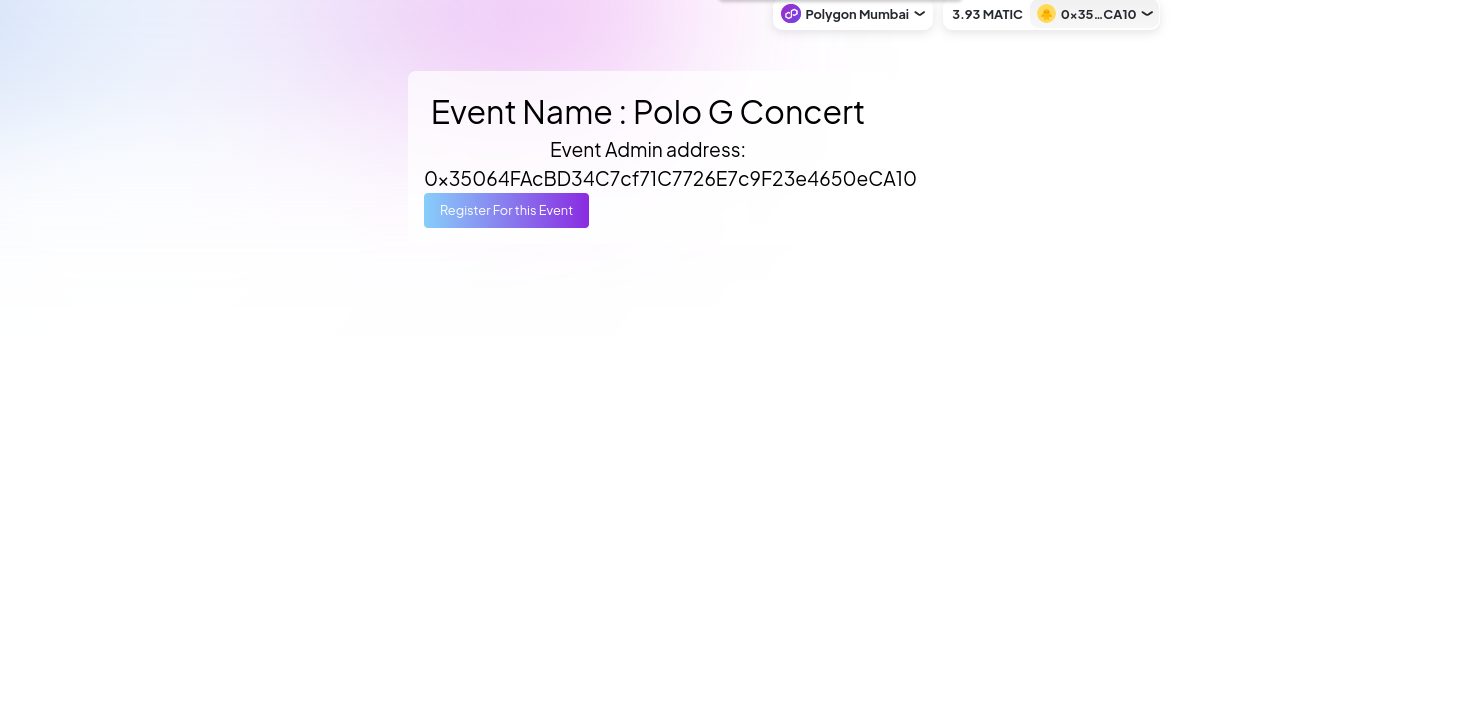 Polygon Mumbai 3.93 MATIC 0x35…CA10
Event Name : Polo G Concert
Event Admin address:
0x35064FAcBD34C7cf71C7726E7c9F23e4650eCA10
Register For this Event